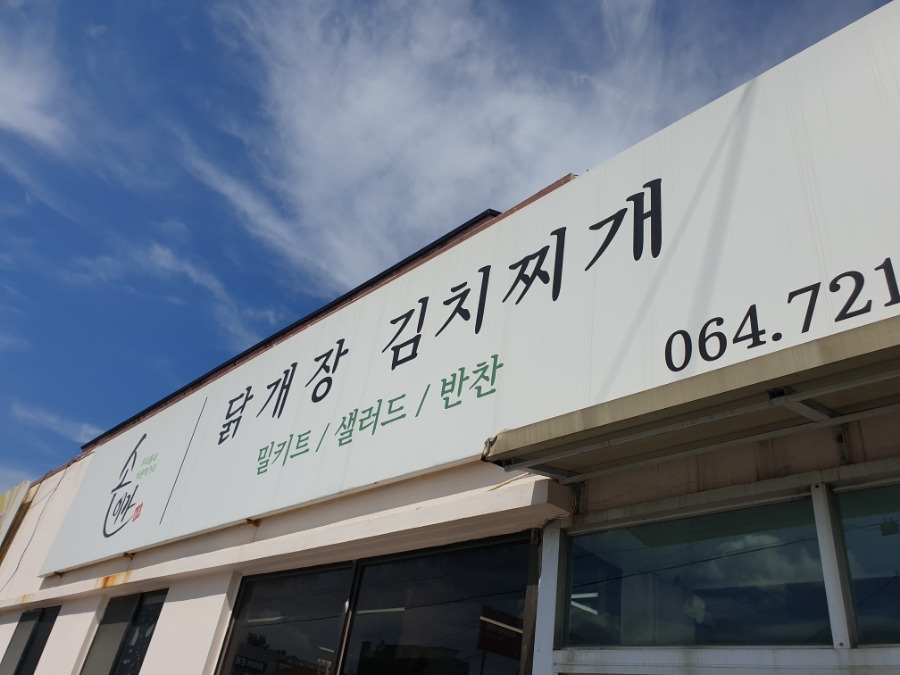 닭개장 김치찌개
밀키트 / 샐러드 / 반찬
064.721